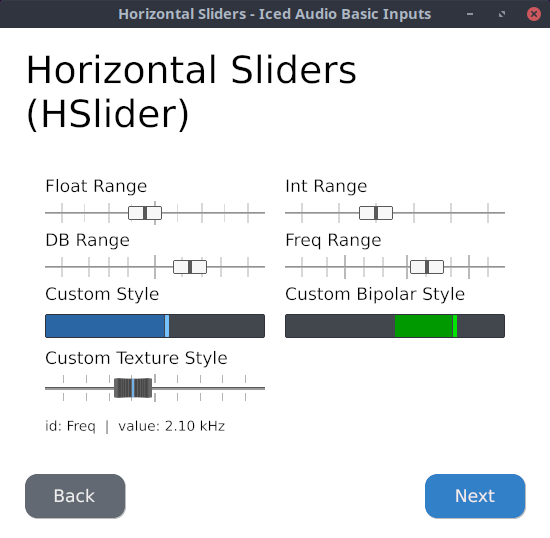 Horizontal Sliders - Iced Audio Basic Inputs
Horizontal Sliders
(HSlider)
Float Range
Int Range
DB Range
Freq Range
Custom Style
Custom Bipolar Style
Custom Texture Style
id: Freq | value: 2.10 kHz
Back
Next